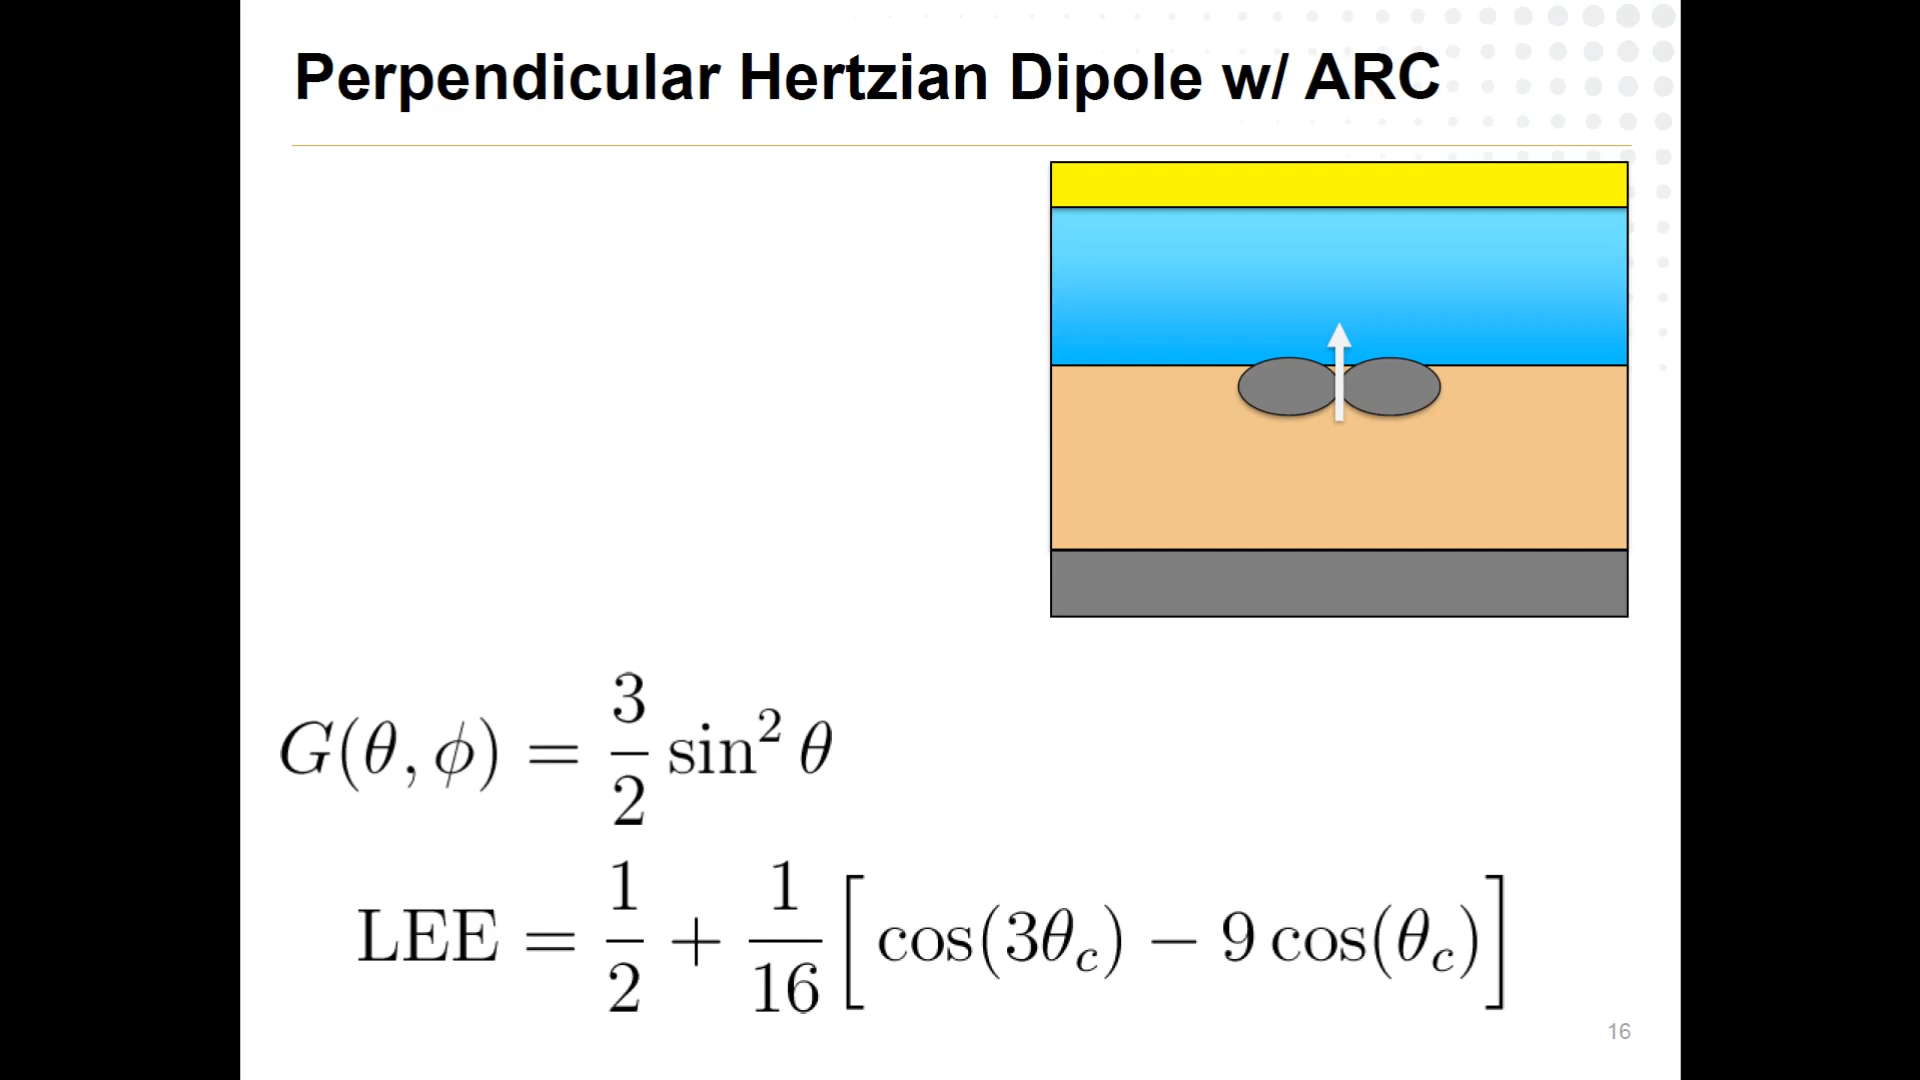 Perpendicular Hertzian Dipole w/ ARC
G(θ, ϕ) = 3/2 sin² θ
LEE = 1/2 + 1/16 [ cos(3θ_c) − 9 cos(θ_c) ]
16